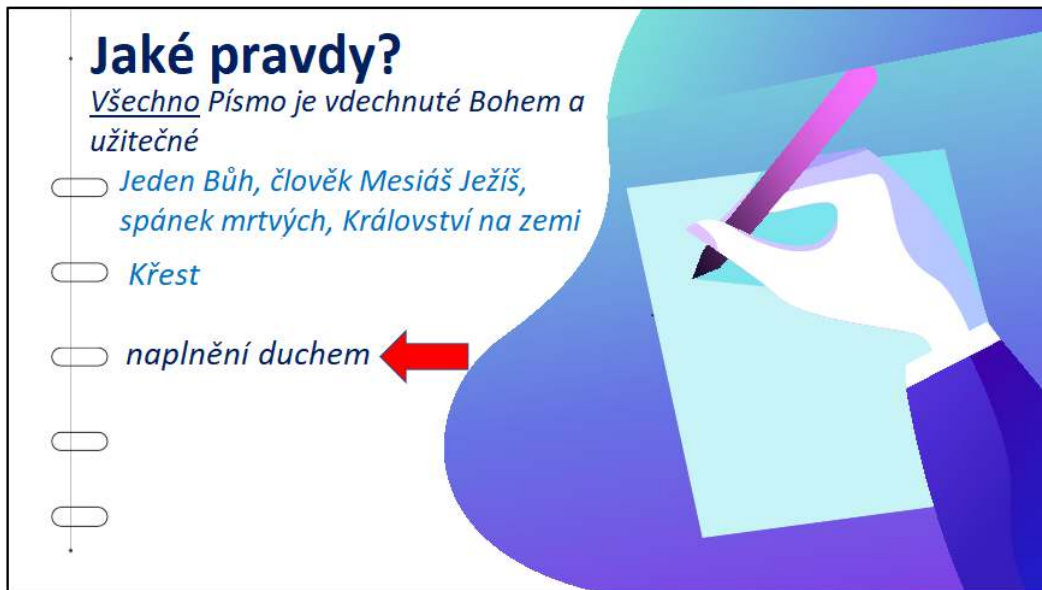 Jaké pravdy?
Všechno Písmo je vdechnuté Bohem a
užitečné
Jeden Bůh, člověk Mesiáš Ježíš,
spánek mrtvých, Království na zemi
Křest
naplnění duchem